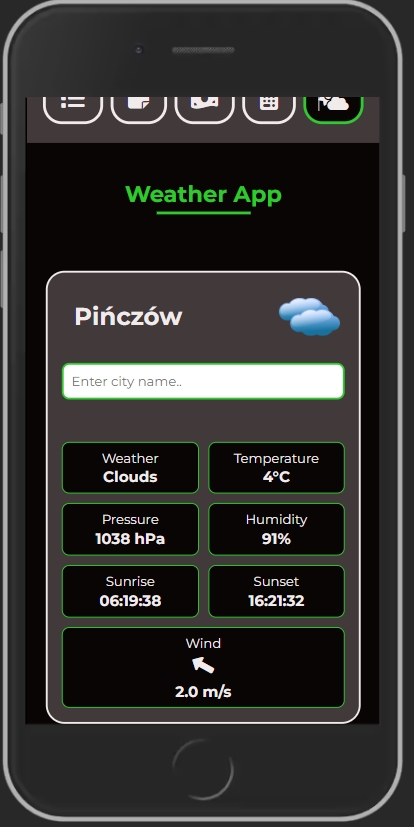 Weather App
Pińczów
Enter city name..
Weather
Clouds
Temperature
4°C
Pressure
1038 hPa
Humidity
91%
Sunrise
06:19:38
Sunset
16:21:32
Wind
2.0 m/s